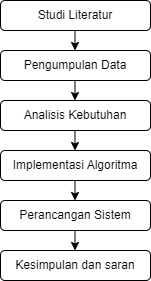 Studi Literatur
Pengumpulan Data
Analisis Kebutuhan
Implementasi Algoritma
Perancangan Sistem
Kesimpulan dan saran